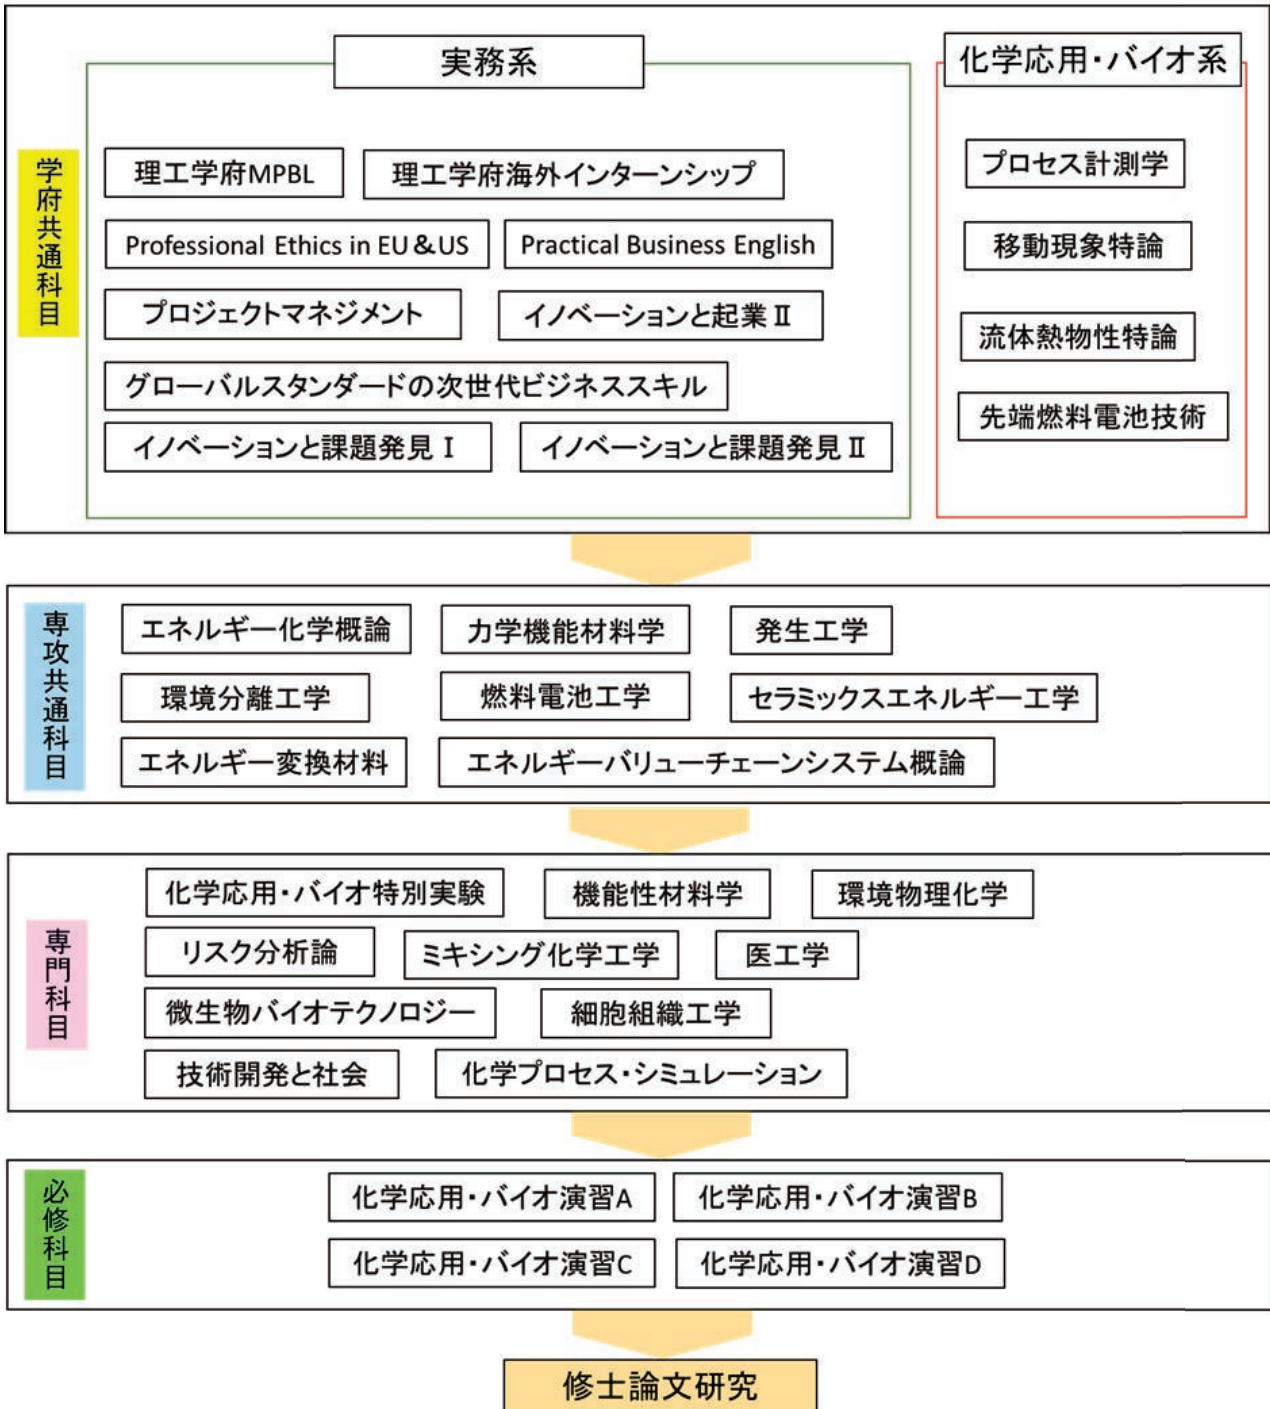 実務系
化学応用・バイオ系
学府共通科目
理工学府MPBL
理工学府海外インターンシップ
Professional Ethics in EU＆US
Practical Business English
プロジェクトマネジメント
イノベーションと起業Ⅱ
グローバルスタンダードの次世代ビジネススキル
イノベーションと課題発見Ⅰ
イノベーションと課題発見Ⅱ
プロセス計測学
移動現象特論
流体熱物性特論
先端燃料電池技術
専攻共通科目
エネルギー化学概論
力学機能材料学
発生工学
環境分離工学
燃料電池工学
セラミックスエネルギー工学
エネルギー変換材料
エネルギーバリューチェーンシステム概論
専門科目
化学応用・バイオ特別実験
機能性材料学
環境物理化学
リスク分析論
ミキシング化学工学
医工学
微生物バイオテクノロジー
細胞組織工学
技術開発と社会
化学プロセス・シミュレーション
必修科目
化学応用・バイオ演習A
化学応用・バイオ演習B
化学応用・バイオ演習C
化学応用・バイオ演習D
修士論文研究